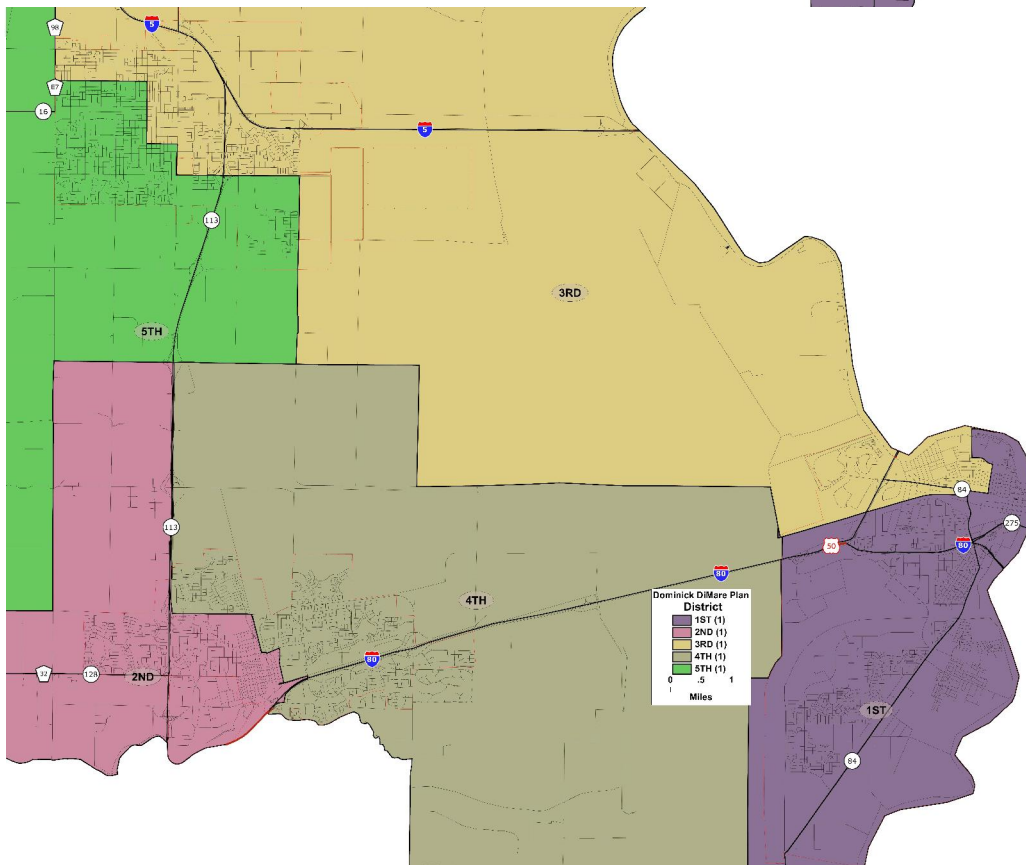 98
5
E7
16
5
113
3RD
5TH
84
275
113
50
80
80
4TH
Dominick DiMare Plan
District
1ST (1)
2ND (1)
3RD (1)
4TH (1)
5TH (1)
0 .5 1
Miles
80
32
128
2ND
1ST
84